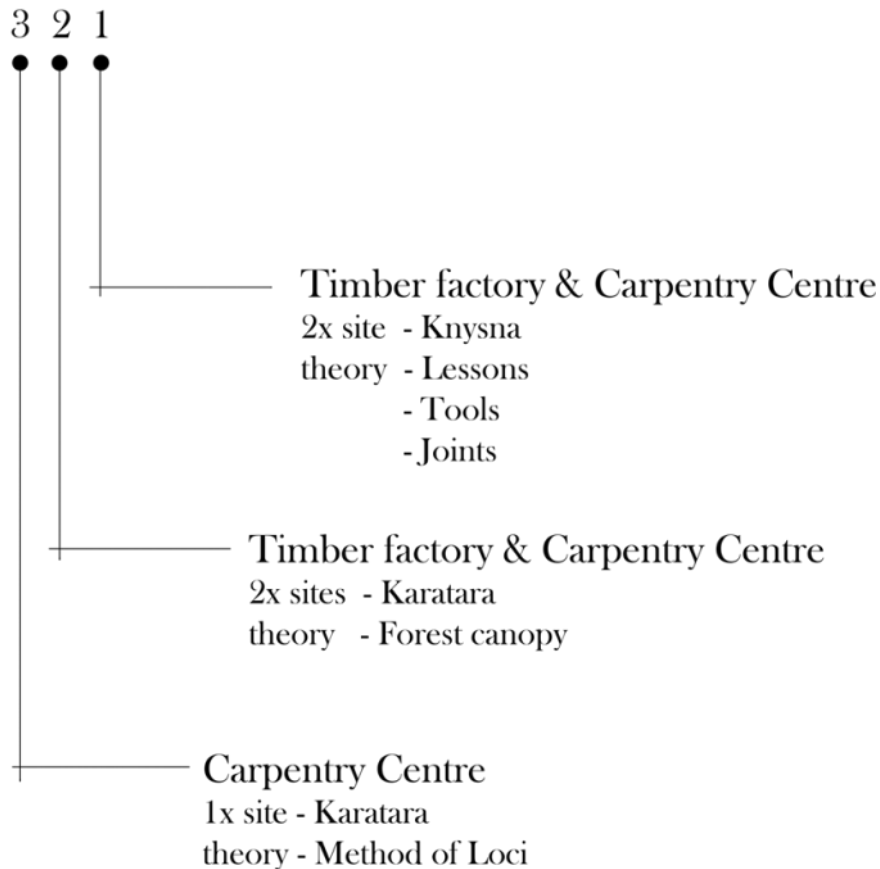 3 2 1
Timber factory & Carpentry Centre
2x site - Knysna
theory - Lessons
- Tools
- Joints
Timber factory & Carpentry Centre
2x sites - Karatara
theory - Forest canopy
Carpentry Centre
1x site - Karatara
theory - Method of Loci